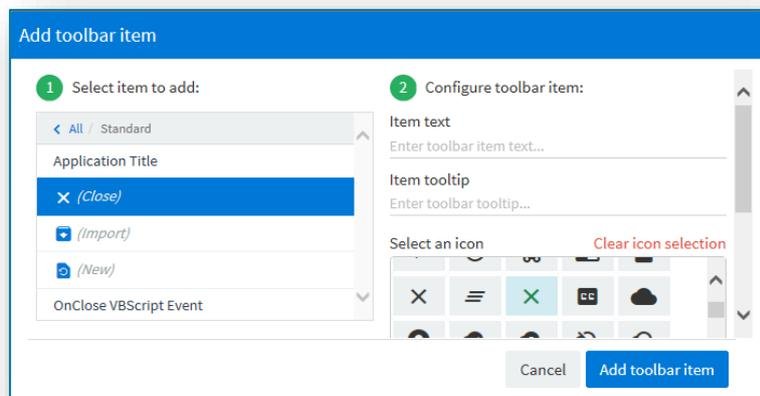 Add toolbar item
1 Select item to add:
All / Standard
Application Title
(Close)
(Import)
(New)
OnClose VBScript Event
2 Configure toolbar item:
Item text
Enter toolbar item text...
Item tooltip
Enter toolbar tooltip...
Select an icon Clear icon selection
CC
Cancel Add toolbar item